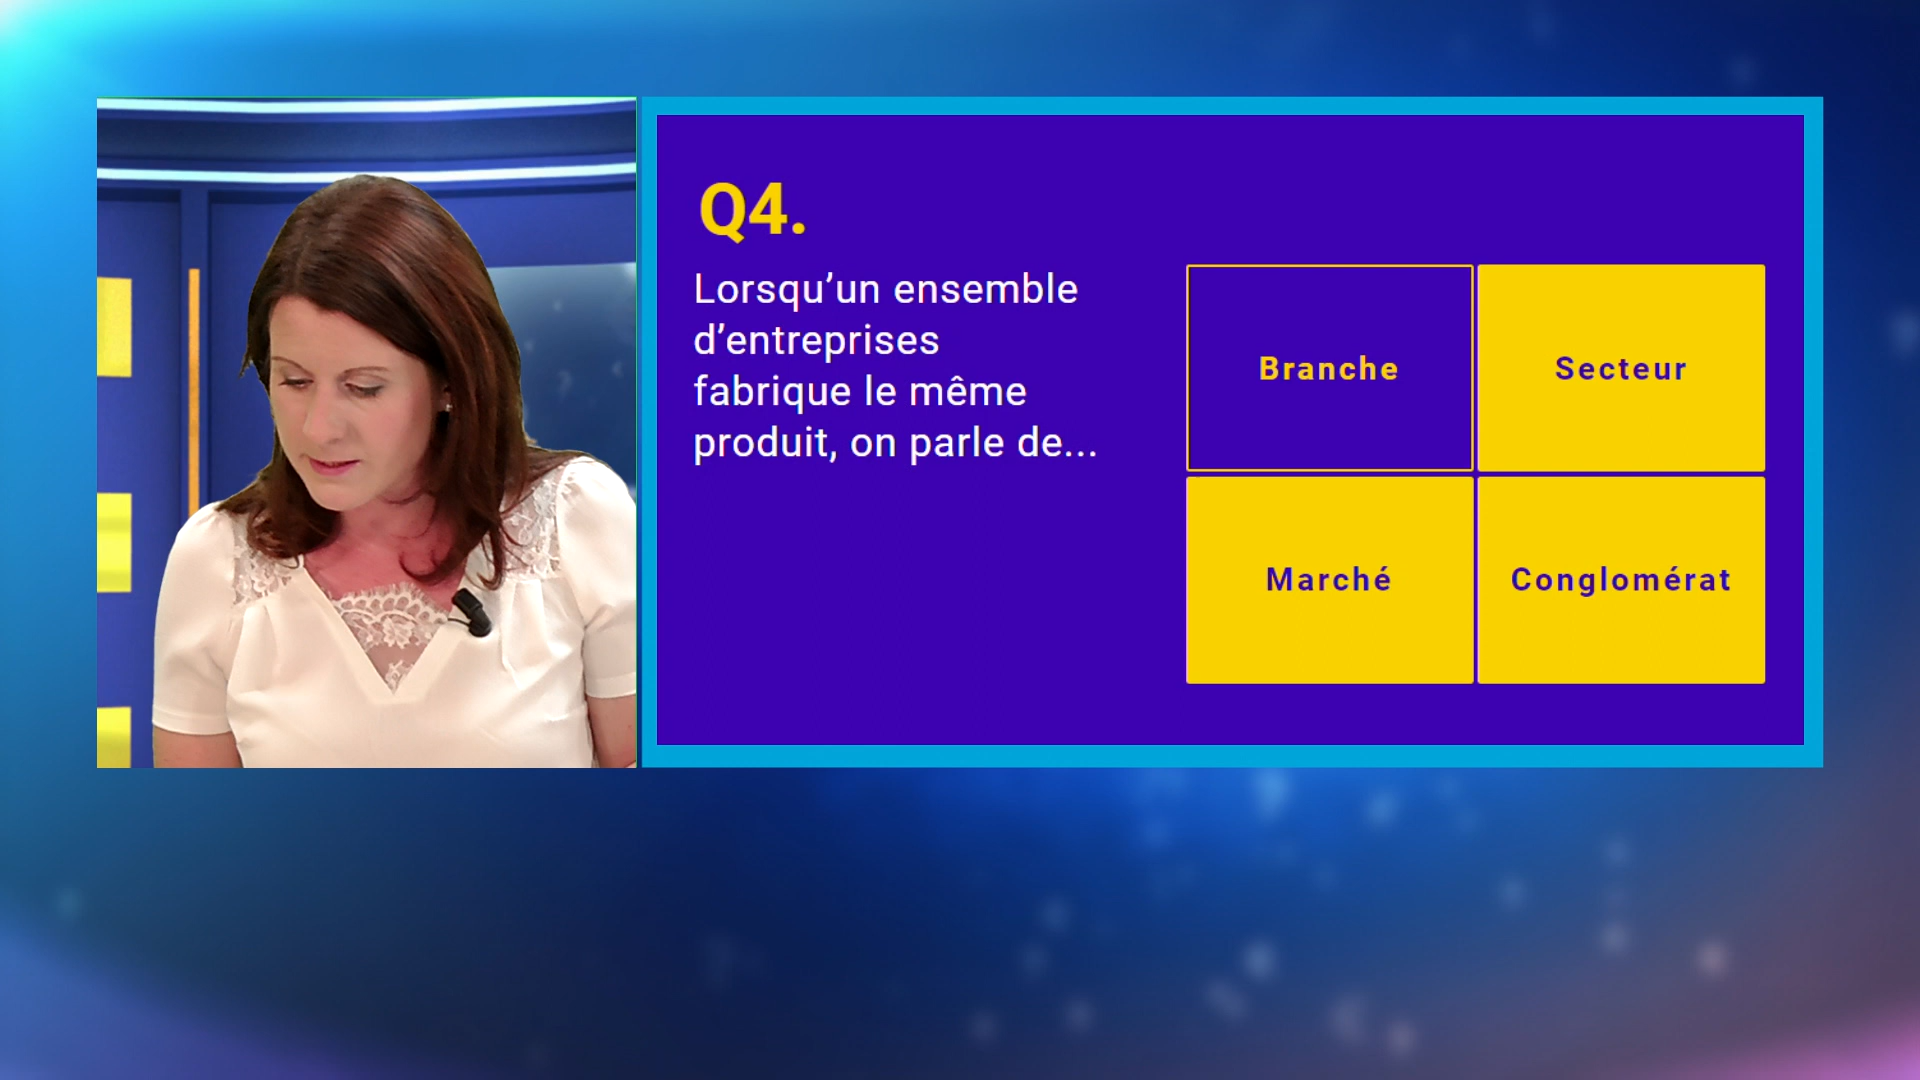 Q4.
Lorsqu’un ensemble
d’entreprises
fabrique le même
produit, on parle de...
Branche
Secteur
Marché
Conglomérat